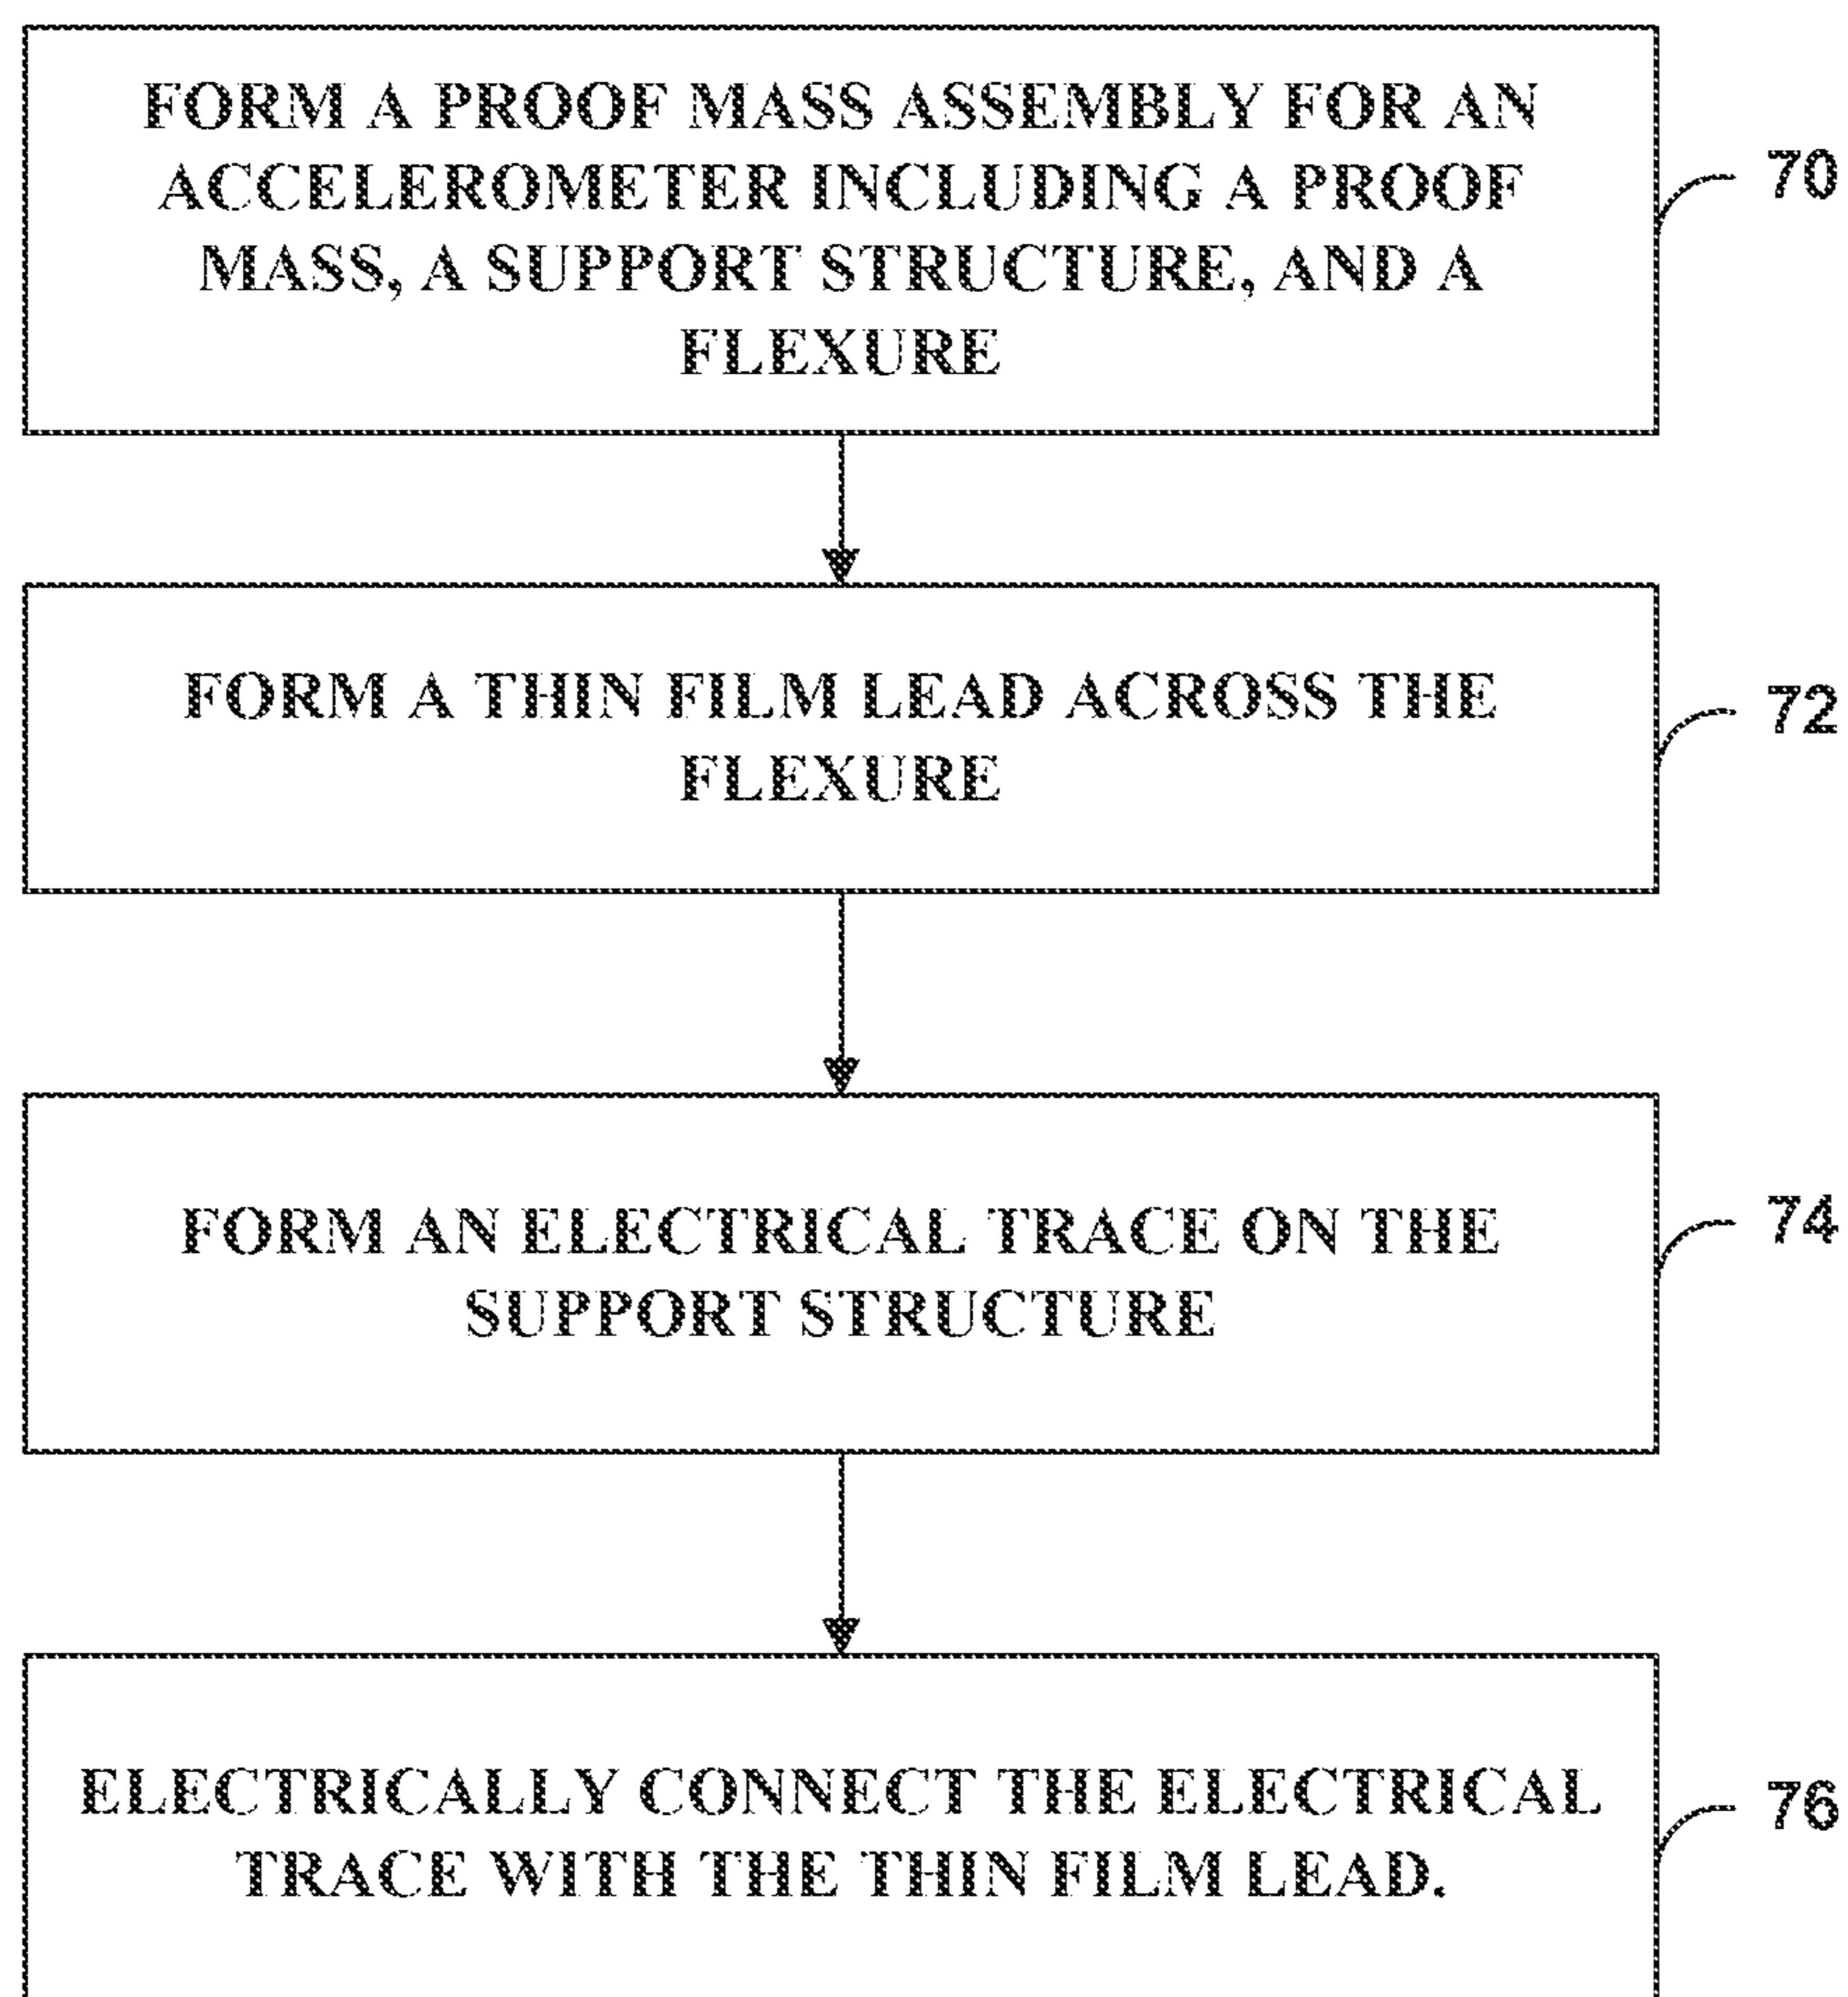 FORM A PROOF MASS ASSEMBLY FOR AN
ACCELEROMETER INCLUDING A PROOF
MASS, A SUPPORT STRUCTURE, AND A
FLEXURE
70
FORM A THIN FILM LEAD ACROSS THE
FLEXURE
72
FORM AN ELECTRICAL TRACE ON THE
SUPPORT STRUCTURE
74
ELECTRICALLY CONNECT THE ELECTRICAL
TRACE WITH THE THIN FILM LEAD.
76